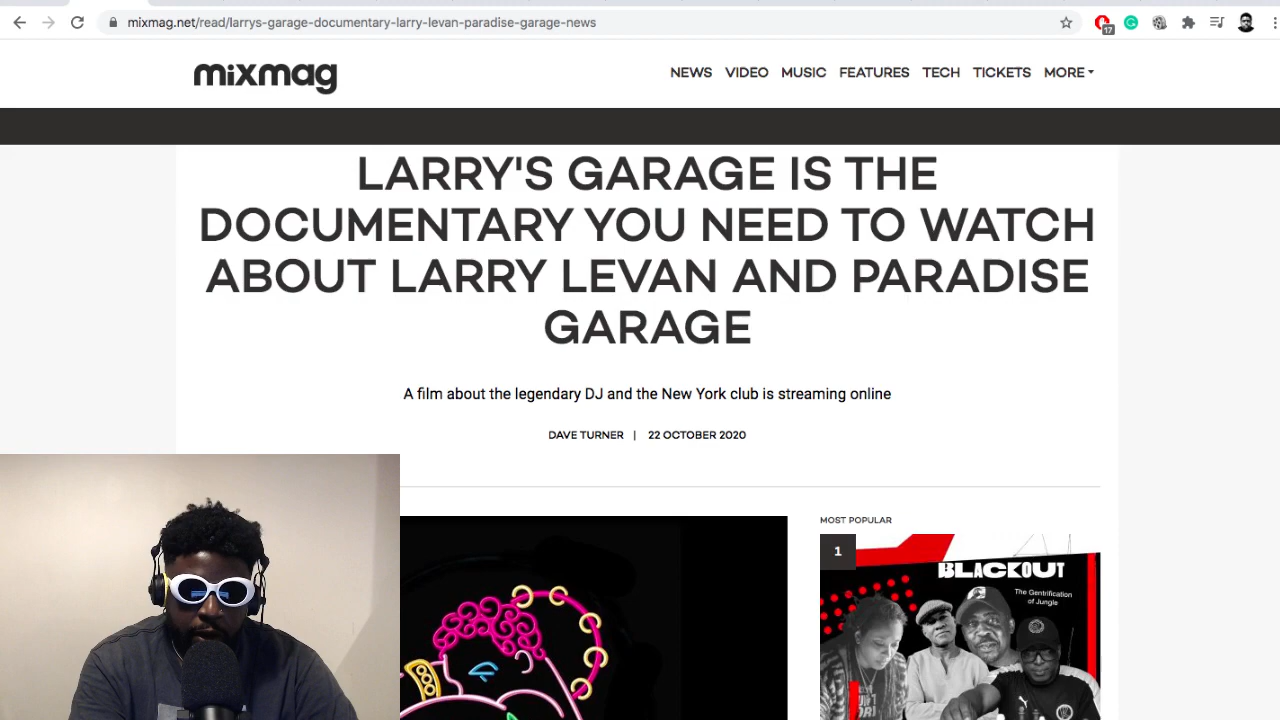 mixmag.net/read/larrys-garage-documentary-larry-levan-paradise-garage-news
17
mixmag
NEWS VIDEO MUSIC FEATURES TECH TICKETS MORE
LARRY'S GARAGE IS THE
DOCUMENTARY YOU NEED TO WATCH
ABOUT LARRY LEVAN AND PARADISE
GARAGE
A film about the legendary DJ and the New York club is streaming online
DAVE TURNER | 22 OCTOBER 2020
MOST POPULAR
1
BLACKOUT
The Gentrification
of Jungle